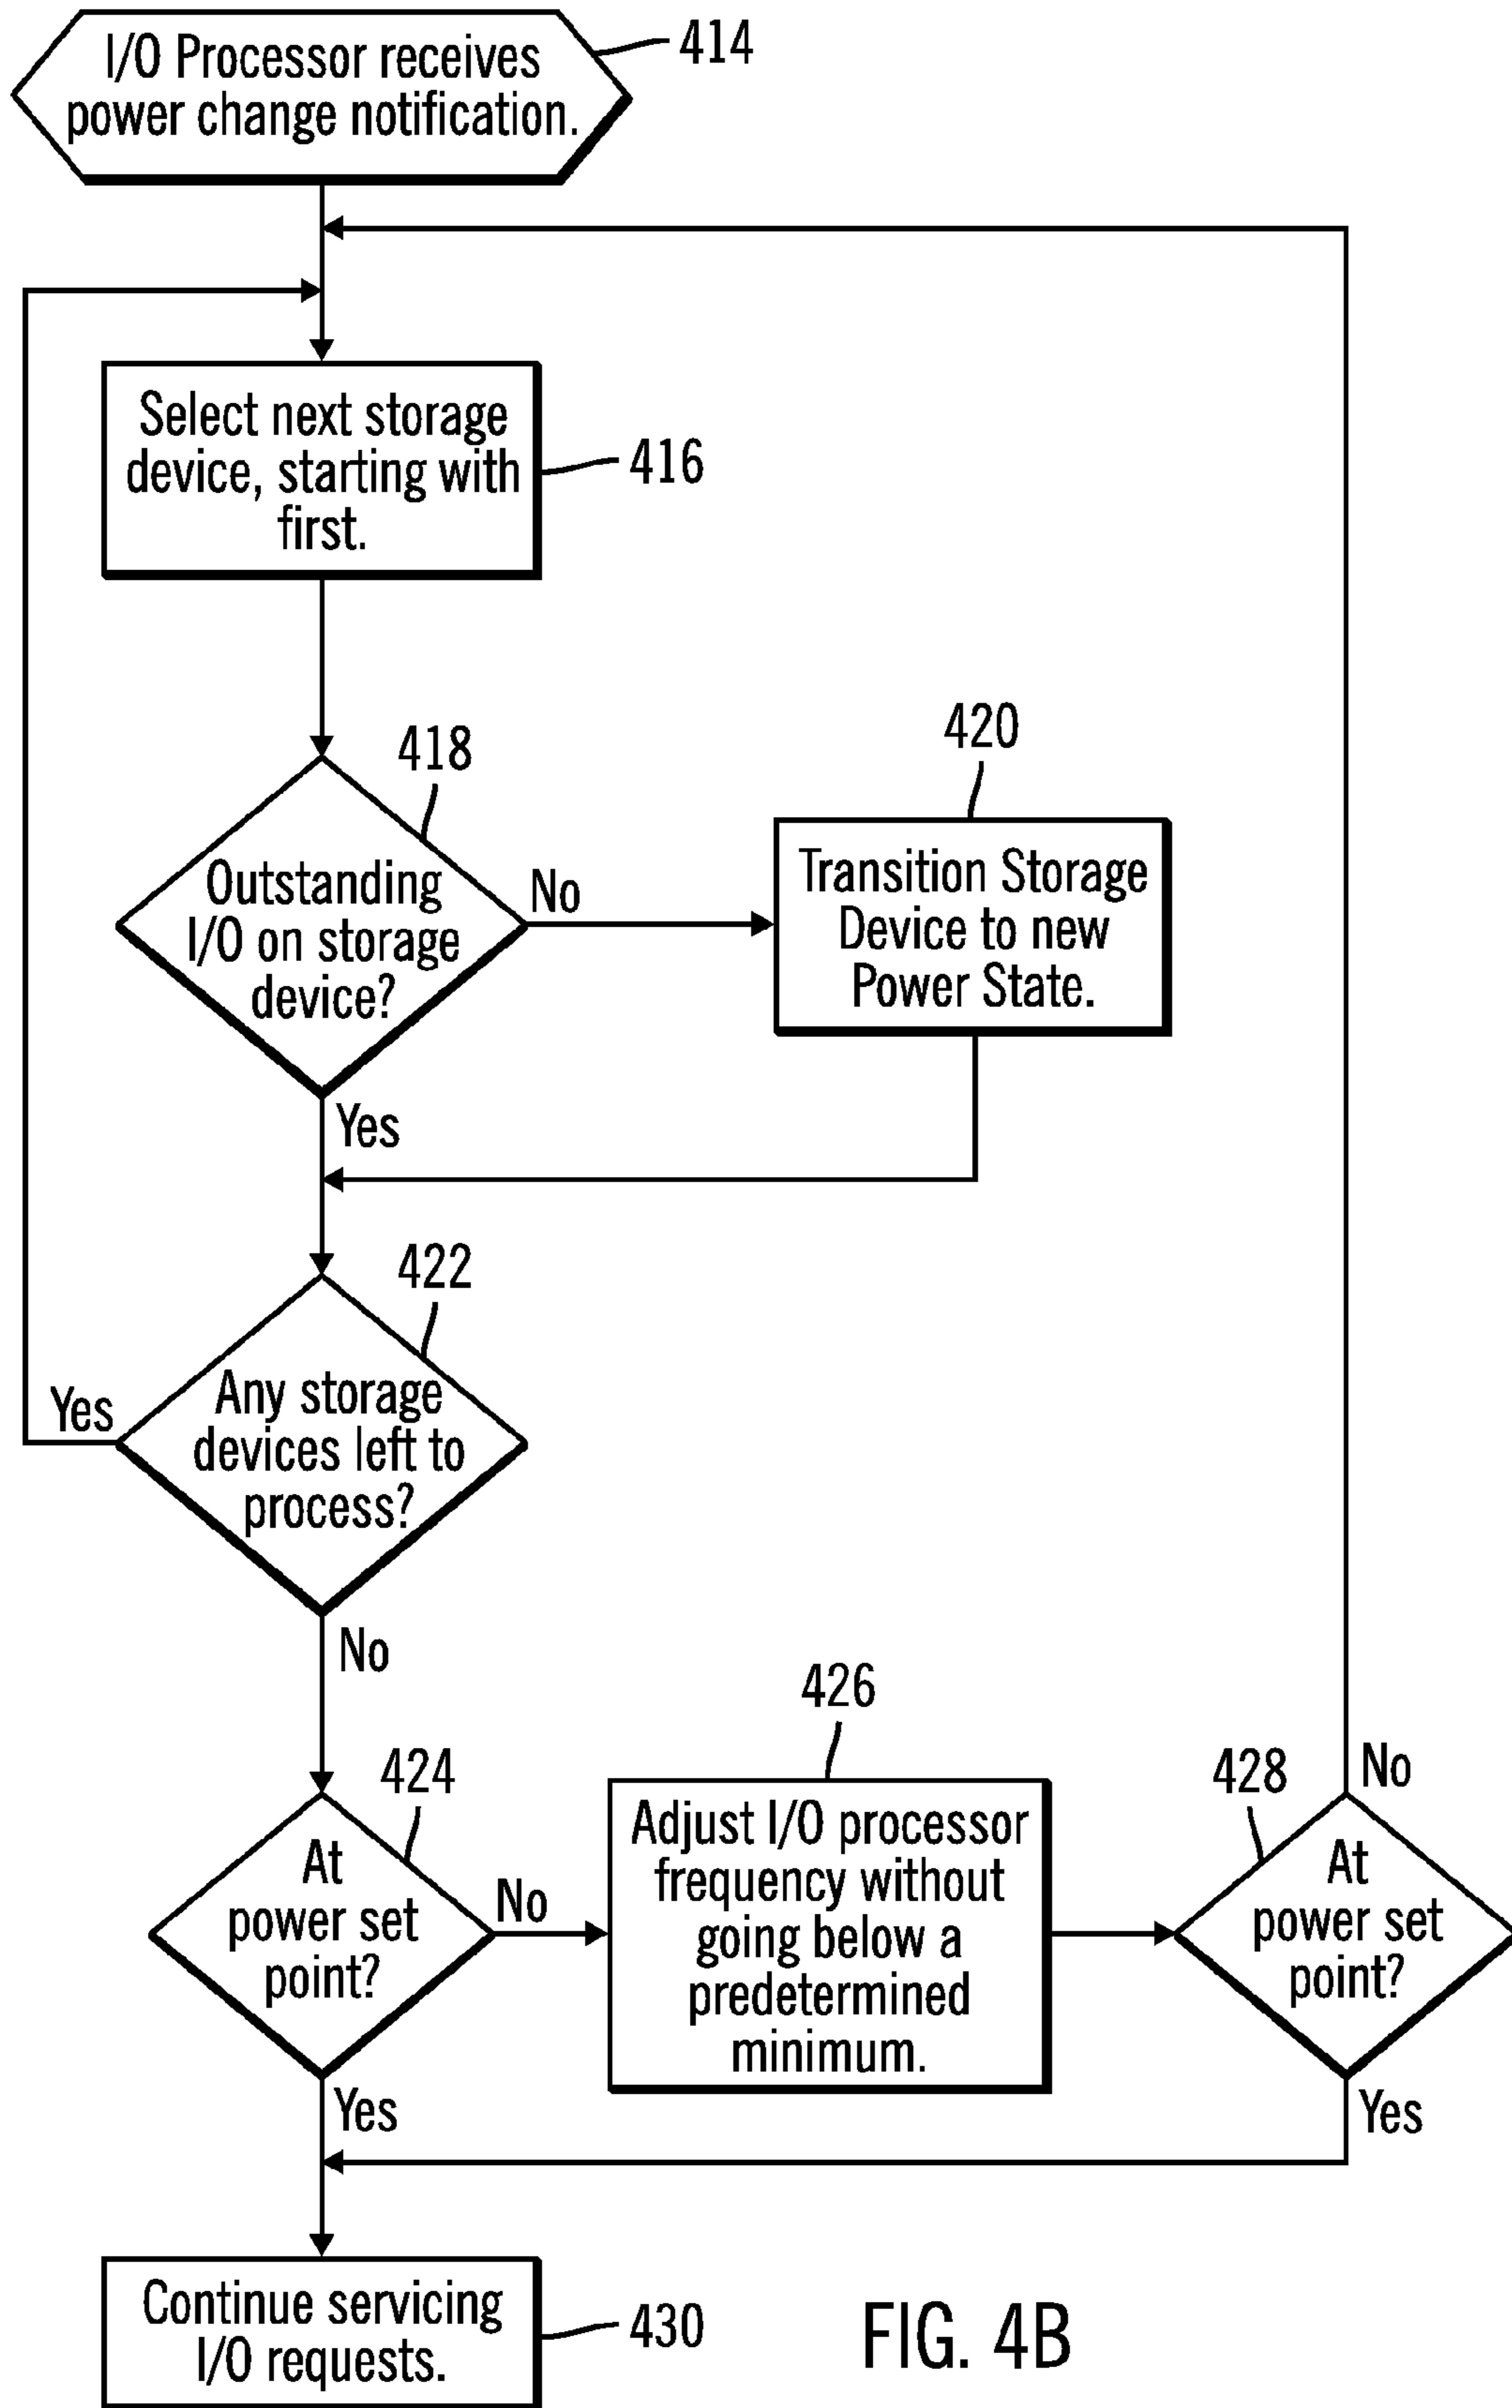 I/O Processor receives
power change notification.
414
Select next storage
device, starting with
first.
416
418
Outstanding
I/O on storage
device?
No
Yes
420
Transition Storage
Device to new
Power State.
422
Any storage
devices left to
process?
Yes
No
424
At
power set
point?
No
Yes
426
Adjust I/O processor
frequency without
going below a
predetermined
minimum.
428
At
power set
point?
No
Yes
Continue servicing
I/O requests.
430
FIG. 4B